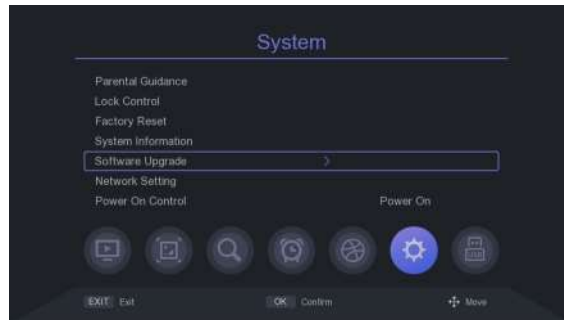 System
Parental Guidance
Lock Control
Factory Reset
System Information
Software Upgrade
Network Setting
Power On Control Power On
USB
EXIT Exit OK Confirm Move